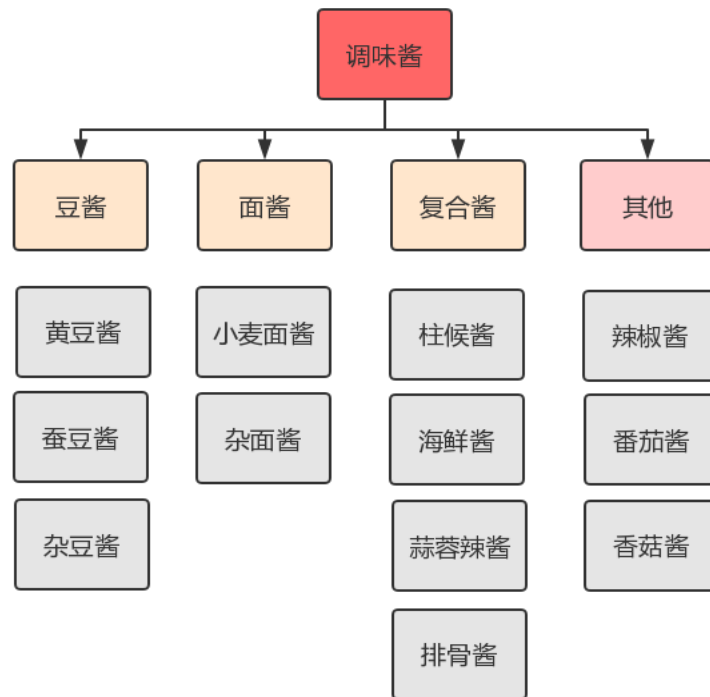 调味酱
豆酱
面酱
复合酱
其他
黄豆酱
小麦面酱
柱候酱
辣椒酱
蚕豆酱
杂面酱
海鲜酱
番茄酱
杂豆酱
蒜蓉辣酱
香菇酱
排骨酱